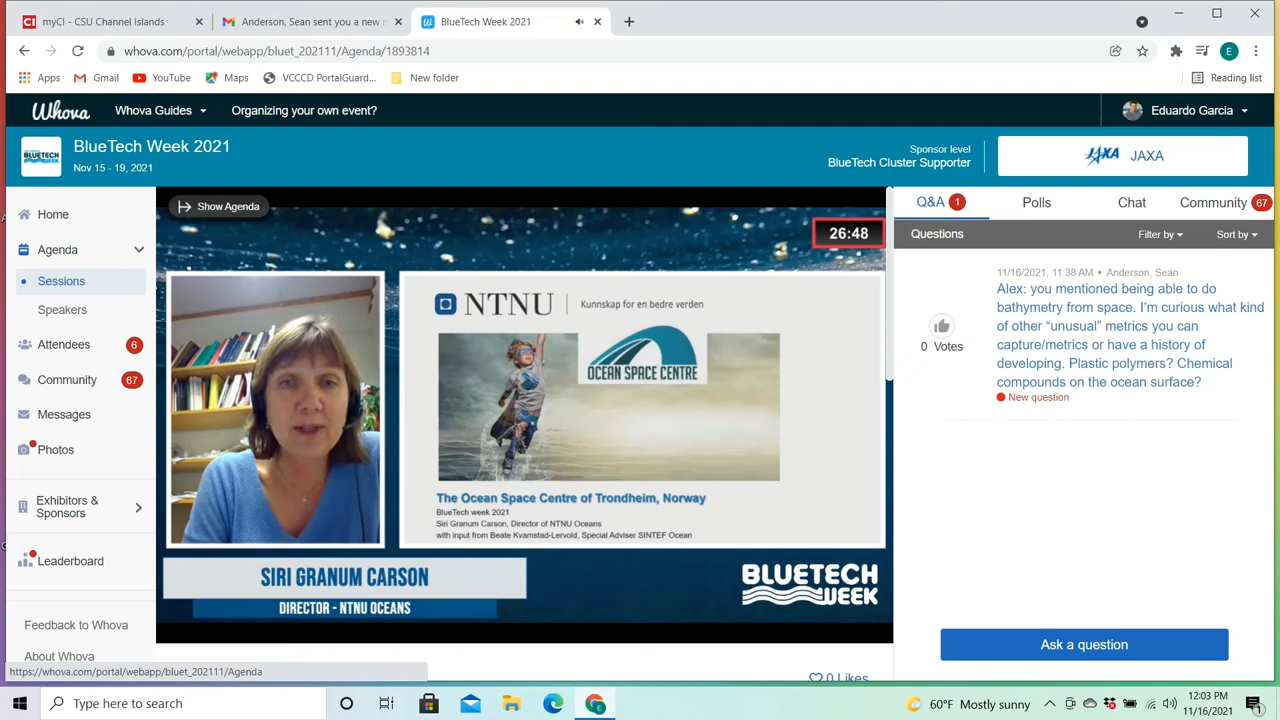 myCI - CSU Channel Islands
Anderson, Sean sent you a new m
BlueTech Week 2021
whova.com/portal/webapp/bluet_202111/Agenda/1893814
E
Apps
Gmail
YouTube
Maps
VCCCD PortalGuard...
New folder
Reading list
Whova
Whova Guides
Organizing your own event?
Eduardo Garcia
BLUETECH
WEEK
BlueTech Week 2021
Nov 15 - 19, 2021
Sponsor level
BlueTech Cluster Supporter
JAXA
JAXA
Home
Agenda
Sessions
Speakers
Attendees 6
Community 67
Messages
Photos
Exhibitors &
Sponsors
Leaderboard
Feedback to Whova
About Whova
https://whova.com/portal/webapp/bluet_202111/Agenda
Show Agenda
26:48
NTNU
Kunnskap for en bedre verden
OCEAN SPACE CENTRE
The Ocean Space Centre of Trondheim, Norway
BlueTech week 2021
Siri Granum Carson, Director of NTNU Oceans
with input from Beate Kvamstad-Lervold, Special Adviser SINTEF Ocean
SIRI GRANUM CARSON
DIRECTOR - NTNU OCEANS
BLUETECH
WEEK
0 Likes
Q&A 1
Polls
Chat
Community 67
Questions
Filter by
Sort by
11/16/2021, 11:38 AM • Anderson, Sean
Alex: you mentioned being able to do
bathymetry from space. I'm curious what kind
of other “unusual” metrics you can
capture/metrics or have a history of
developing. Plastic polymers? Chemical
compounds on the ocean surface?
New question
0 Votes
Ask a question
Type here to search
E
60°F Mostly sunny
12:03 PM
11/16/2021
1